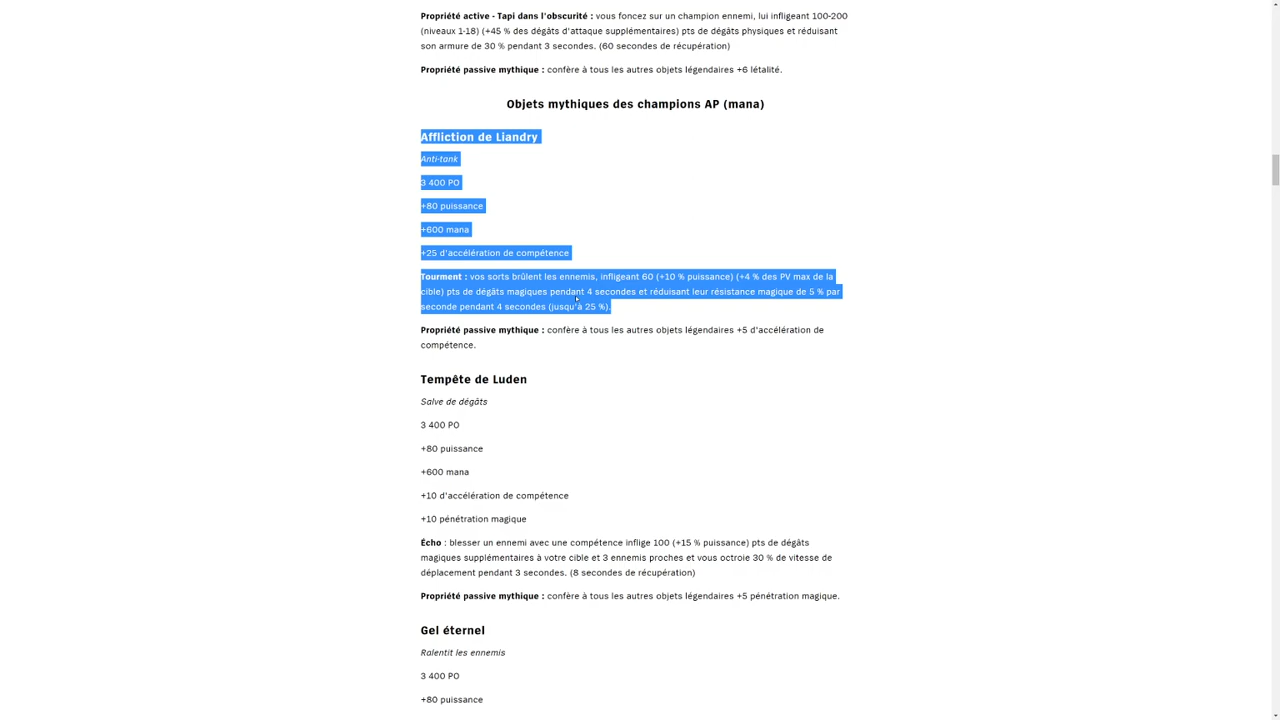 Propriété active - Tapi dans l'obscurité : vous foncez sur un champion ennemi, lui infligeant 100-200
(niveaux 1-18) (+45 % des dégâts d'attaque supplémentaires) pts de dégâts physiques et réduisant
son armure de 30 % pendant 3 secondes. (60 secondes de récupération)
Propriété passive mythique : confère à tous les autres objets légendaires +6 létalité.
Objets mythiques des champions AP (mana)
Affliction de Liandry
Anti-tank
3 400 PO
+80 puissance
+600 mana
+25 d'accélération de compétence
Tourment : vos sorts brûlent les ennemis, infligeant 60 (+10 % puissance) (+4 % des PV max de la
cible) pts de dégâts magiques pendant 4 secondes et réduisant leur résistance magique de 5 % par
seconde pendant 4 secondes (jusqu'à 25 %).
Propriété passive mythique : confère à tous les autres objets légendaires +5 d'accélération de
compétence.
Tempête de Luden
Salve de dégâts
3 400 PO
+80 puissance
+600 mana
+10 d'accélération de compétence
+10 pénétration magique
Écho : blesser un ennemi avec une compétence inflige 100 (+15 % puissance) pts de dégâts
magiques supplémentaires à votre cible et 3 ennemis proches et vous octroie 30 % de vitesse de
déplacement pendant 3 secondes. (8 secondes de récupération)
Propriété passive mythique : confère à tous les autres objets légendaires +5 pénétration magique.
Gel éternel
Ralentit les ennemis
3 400 PO
+80 puissance